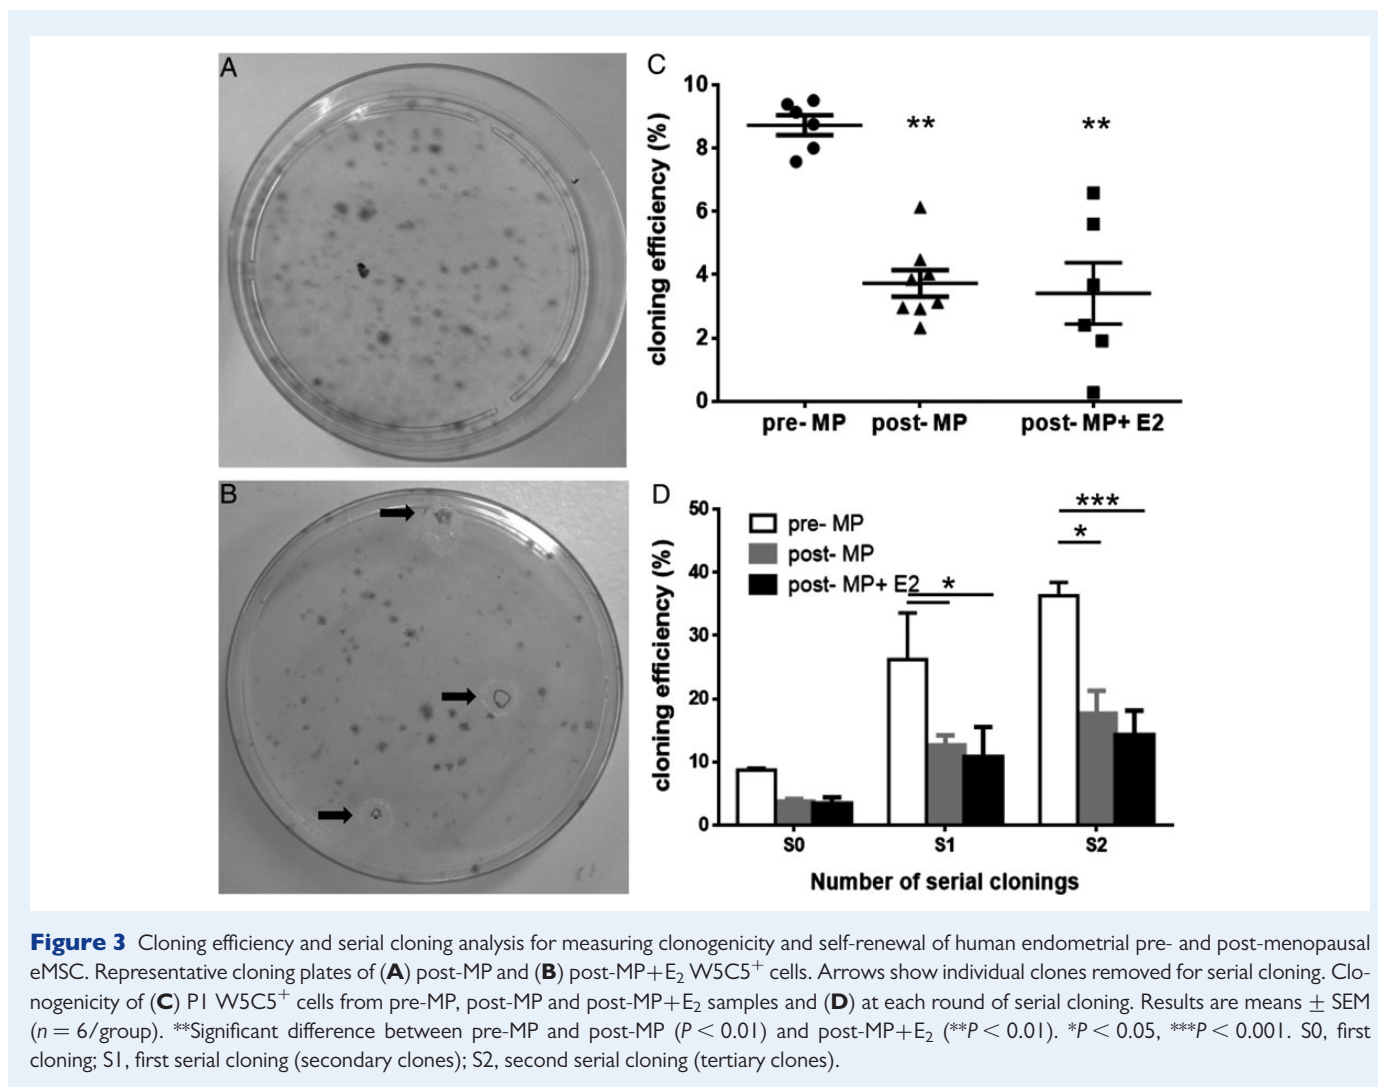 A
B
C
cloning efficiency (%)
10
8
6
4
2
0
** **
pre- MP post- MP post- MP+ E2
D
cloning efficiency (%)
50
40
30
20
10
0
pre- MP
post- MP
post- MP+ E2
*
***
*
S0 S1 S2
Number of serial clonings
Figure 3 Cloning efficiency and serial cloning analysis for measuring clonogenicity and self-renewal of human endometrial pre- and post-menopausal
eMSC. Representative cloning plates of (A) post-MP and (B) post-MP+E₂ W5C5⁺ cells. Arrows show individual clones removed for serial cloning. Clo-
nogenicity of (C) P1 W5C5⁺ cells from pre-MP, post-MP and post-MP+E₂ samples and (D) at each round of serial cloning. Results are means ± SEM
(n = 6/group). **Significant difference between pre-MP and post-MP (P < 0.01) and post-MP+E₂ (**P < 0.01). *P < 0.05, ***P < 0.001. S0, first
cloning; S1, first serial cloning (secondary clones); S2, second serial cloning (tertiary clones).